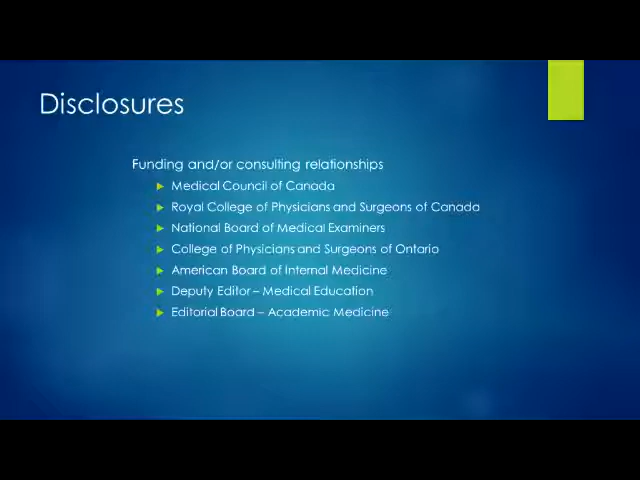 Disclosures
Funding and/or consulting relationships
Medical Council of Canada
Royal College of Physicians and Surgeons of Canada
National Board of Medical Examiners
College of Physicians and Surgeons of Ontario
American Board of Internal Medicine
Deputy Editor – Medical Education
Editorial Board – Academic Medicine